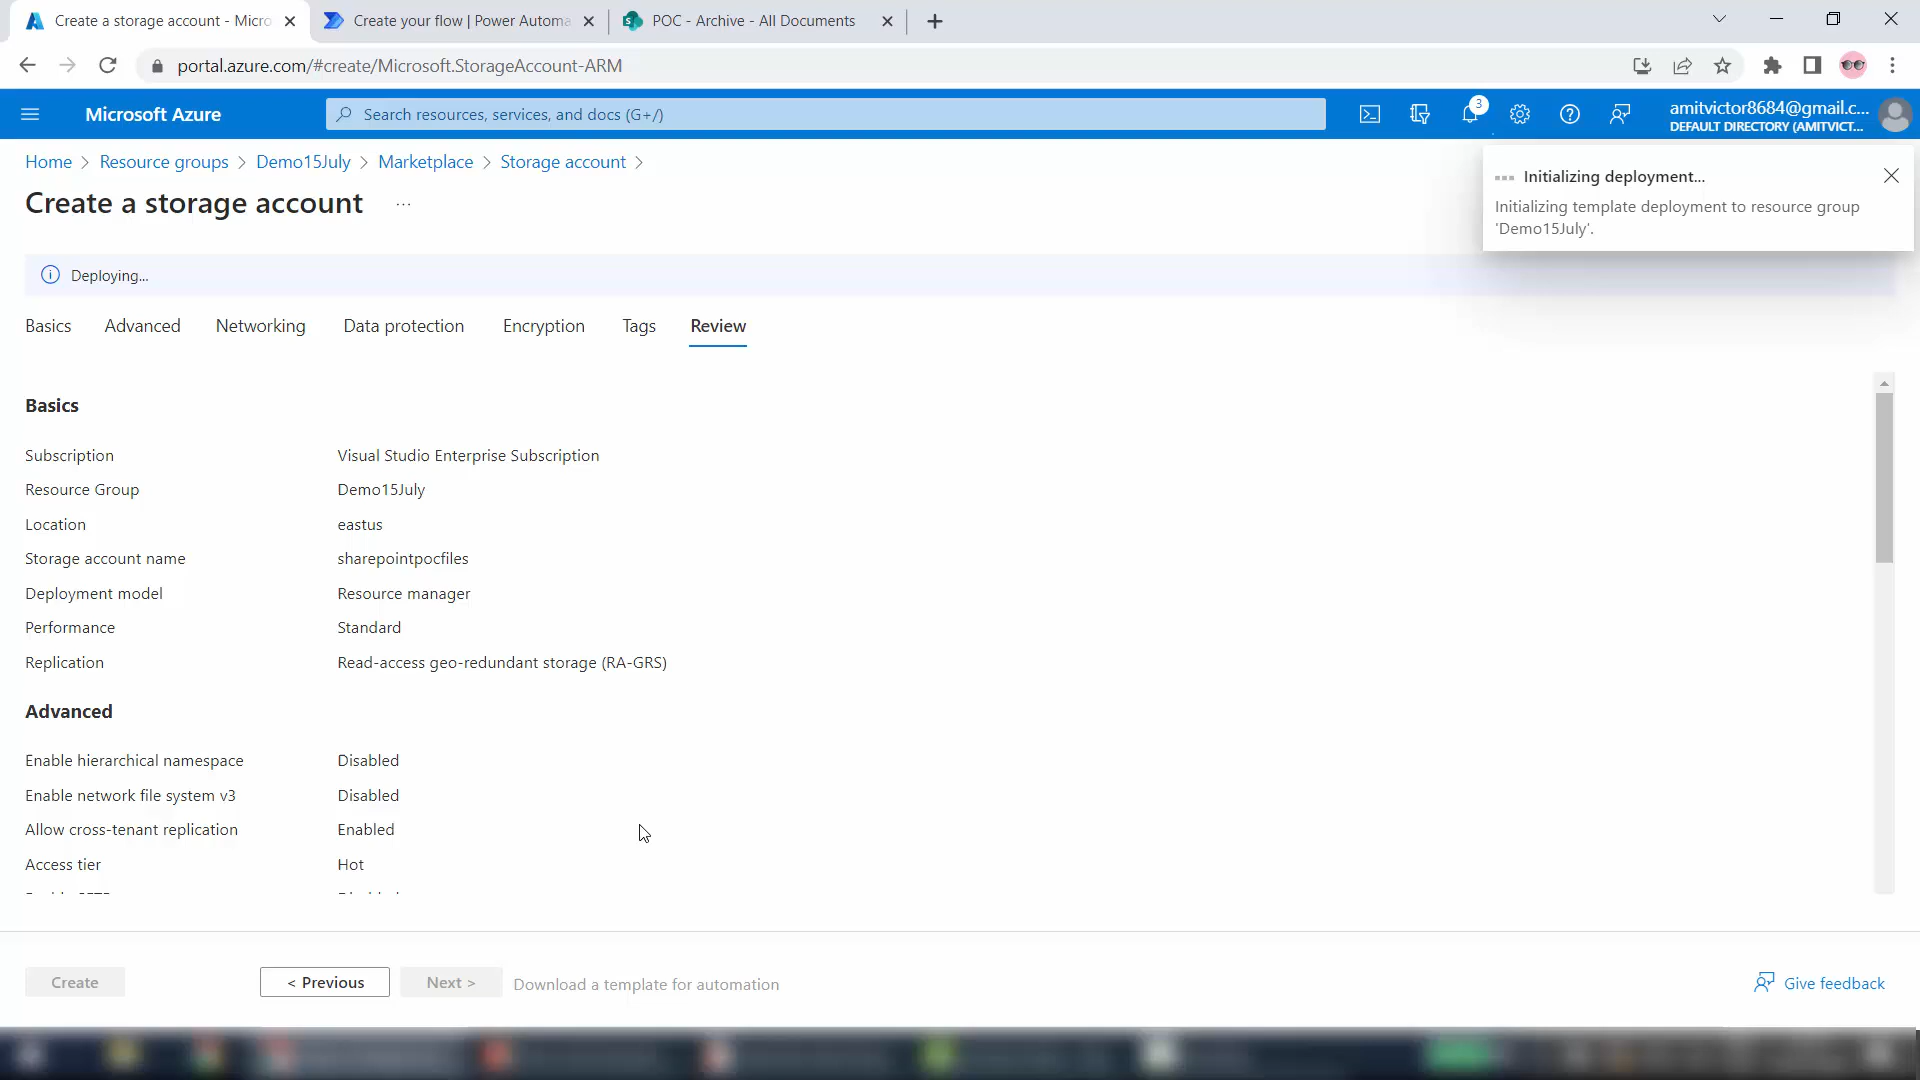 Create a storage account - Micro
Create your flow | Power Automa
POC - Archive - All Documents
portal.azure.com/#create/Microsoft.StorageAccount-ARM
Microsoft Azure
Search resources, services, and docs (G+/)
3
amitvictor8684@gmail.c...
DEFAULT DIRECTORY (AMITVICT...
Home > Resource groups > Demo15July > Marketplace > Storage account >
Create a storage account ...
Initializing deployment...
Initializing template deployment to resource group
'Demo15July'.
Deploying...
Basics Advanced Networking Data protection Encryption Tags Review
Basics
Subscription Visual Studio Enterprise Subscription
Resource Group Demo15July
Location eastus
Storage account name sharepointpocfiles
Deployment model Resource manager
Performance Standard
Replication Read-access geo-redundant storage (RA-GRS)
Advanced
Enable hierarchical namespace Disabled
Enable network file system v3 Disabled
Allow cross-tenant replication Enabled
Access tier Hot
Create < Previous Next > Download a template for automation
Give feedback